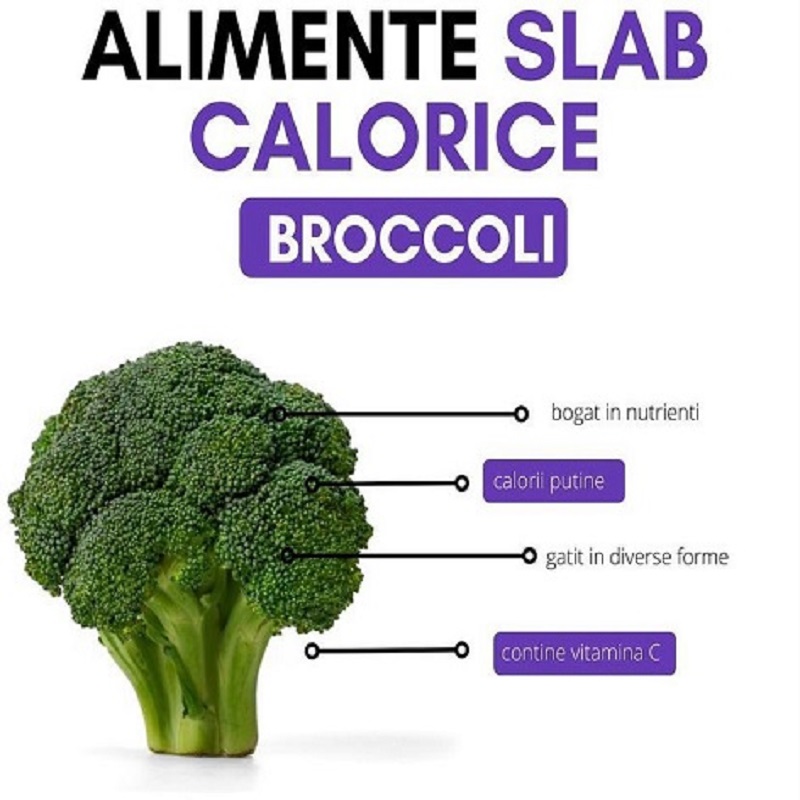 ALIMENTE SLAB
CALORICE
BROCCOLI
bogat in nutrienti
calorii putine
gatit in diverse forme
contine vitamina C